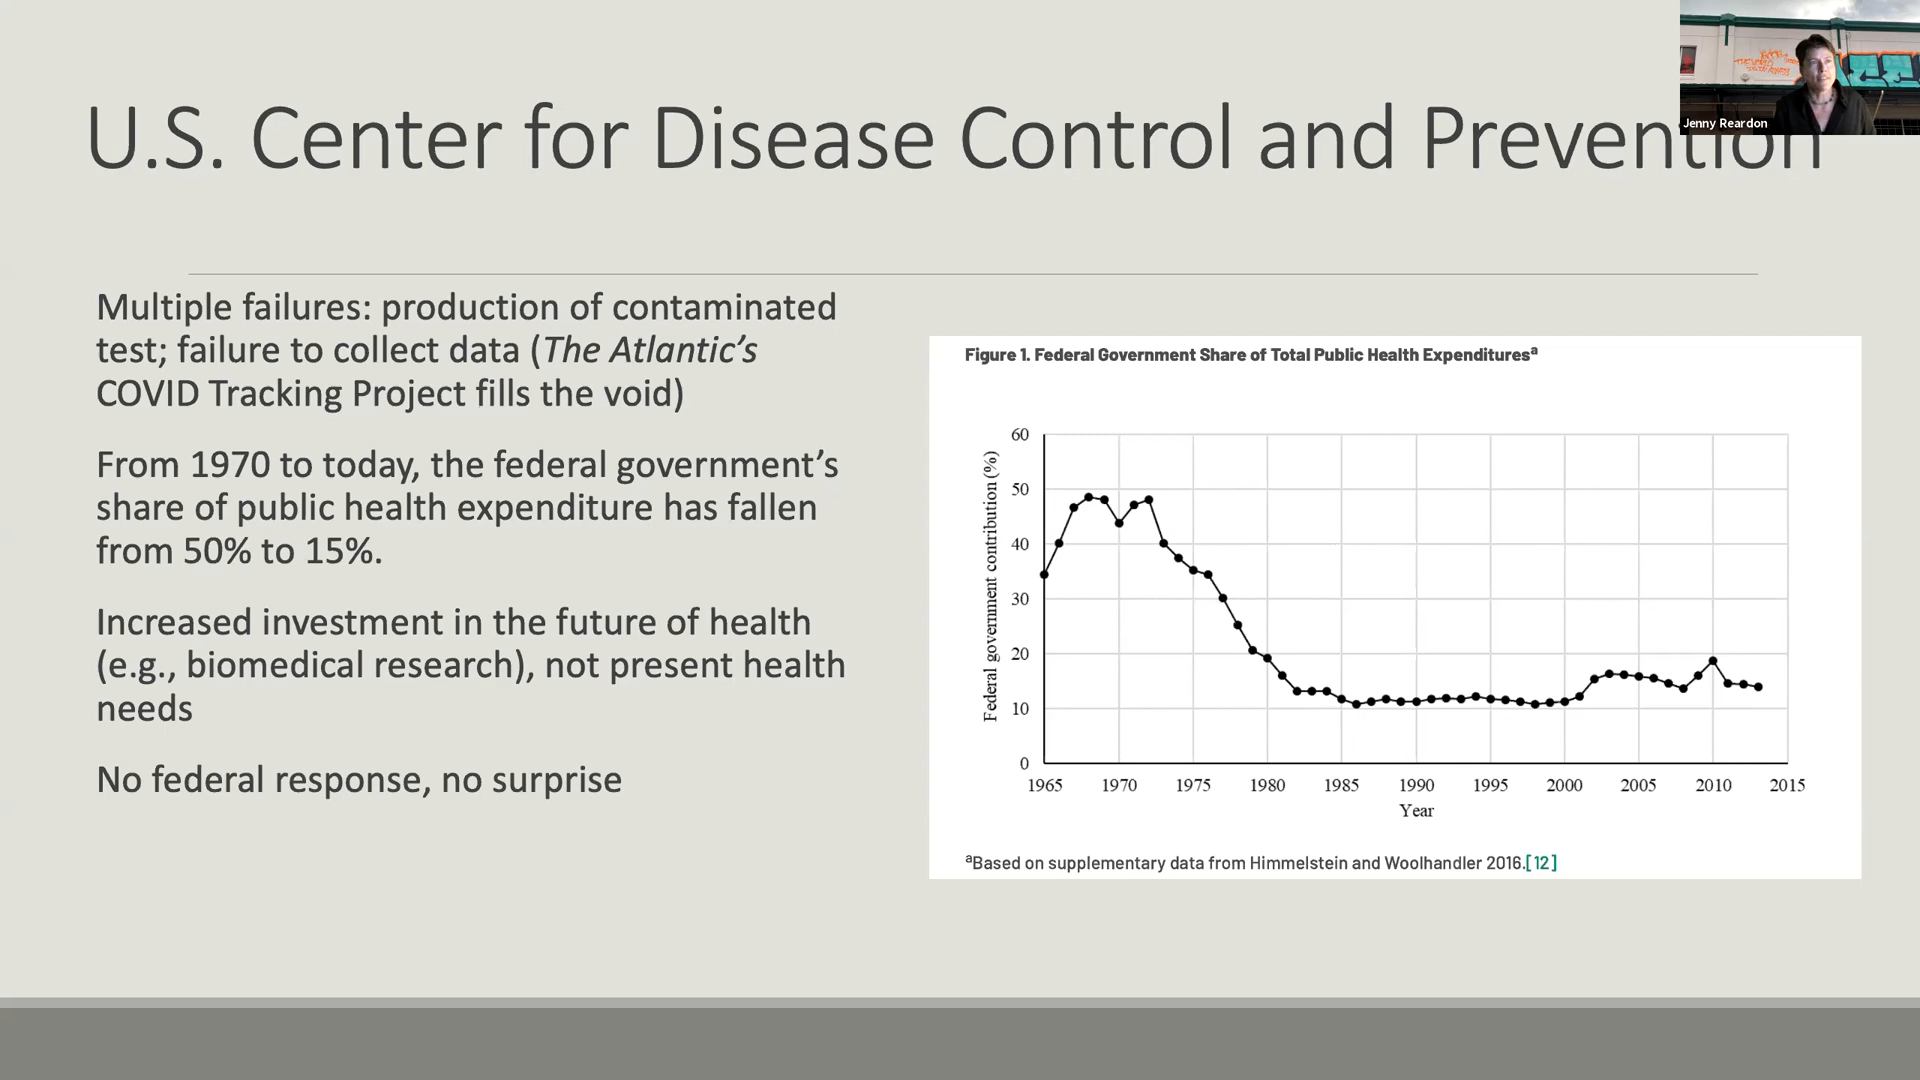 U.S. Center for Disease Control and Prevention
Jenny Reardon
Multiple failures: production of contaminated
test; failure to collect data (The Atlantic’s
COVID Tracking Project fills the void)
From 1970 to today, the federal government’s
share of public health expenditure has fallen
from 50% to 15%.
Increased investment in the future of health
(e.g., biomedical research), not present health
needs
No federal response, no surprise
Figure 1. Federal Government Share of Total Public Health Expendituresᵃ
Federal government contribution (%)
60
50
40
30
20
10
0
1965 1970 1975 1980 1985 1990 1995 2000 2005 2010 2015
Year
ᵃBased on supplementary data from Himmelstein and Woolhandler 2016.[12]